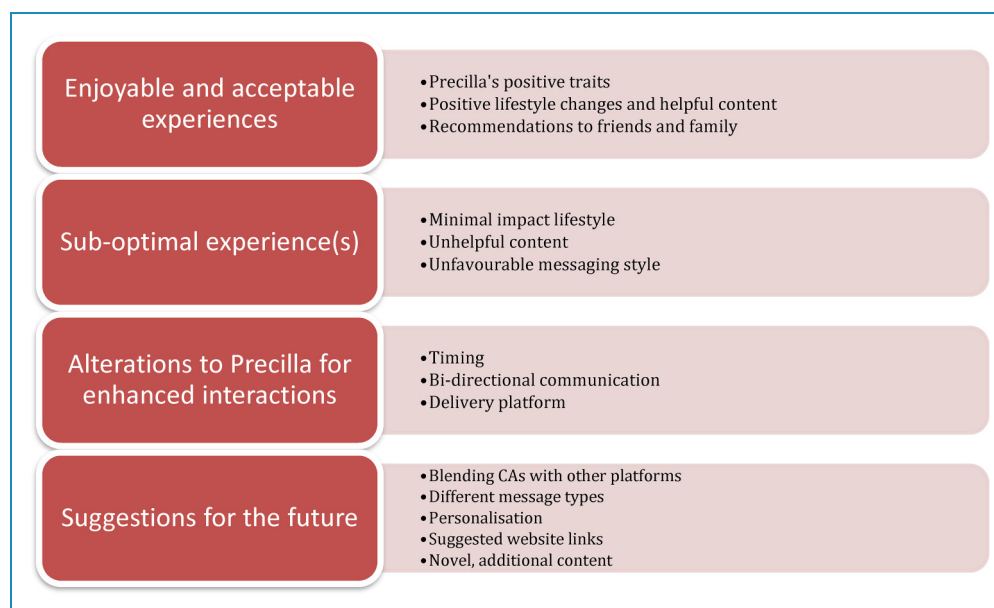 Enjoyable and acceptable
experiences
•Precilla's positive traits
•Positive lifestyle changes and helpful content
•Recommendations to friends and family
Sub-optimal experience(s)
•Minimal impact lifestyle
•Unhelpful content
•Unfavourable messaging style
Alterations to Precilla for
enhanced interactions
•Timing
•Bi-directional communication
•Delivery platform
Suggestions for the future
•Blending CAs with other platforms
•Different message types
•Personalisation
•Suggested website links
•Novel, additional content